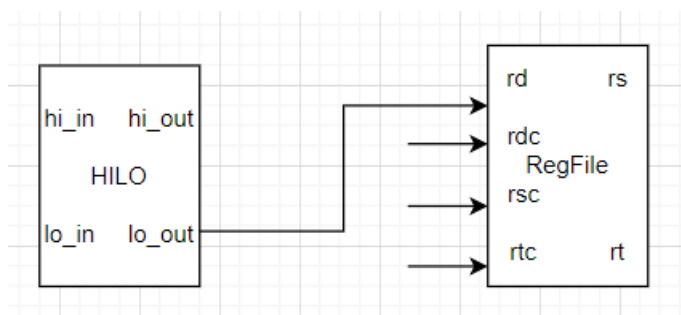 hi_in hi_out
HILO
lo_in lo_out
rd rs
rdc
RegFile
rsc
rtc rt